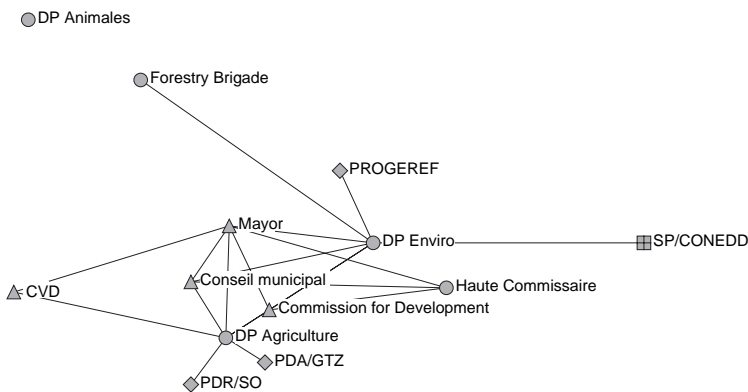 DP Animales
Forestry Brigade
PROGEREF
Mayor
DP Enviro
SP/CONEDD
Conseil municipal
Haute Commissaire
CVD
Commission for Development
DP Agriculture
PDA/GTZ
PDR/SO